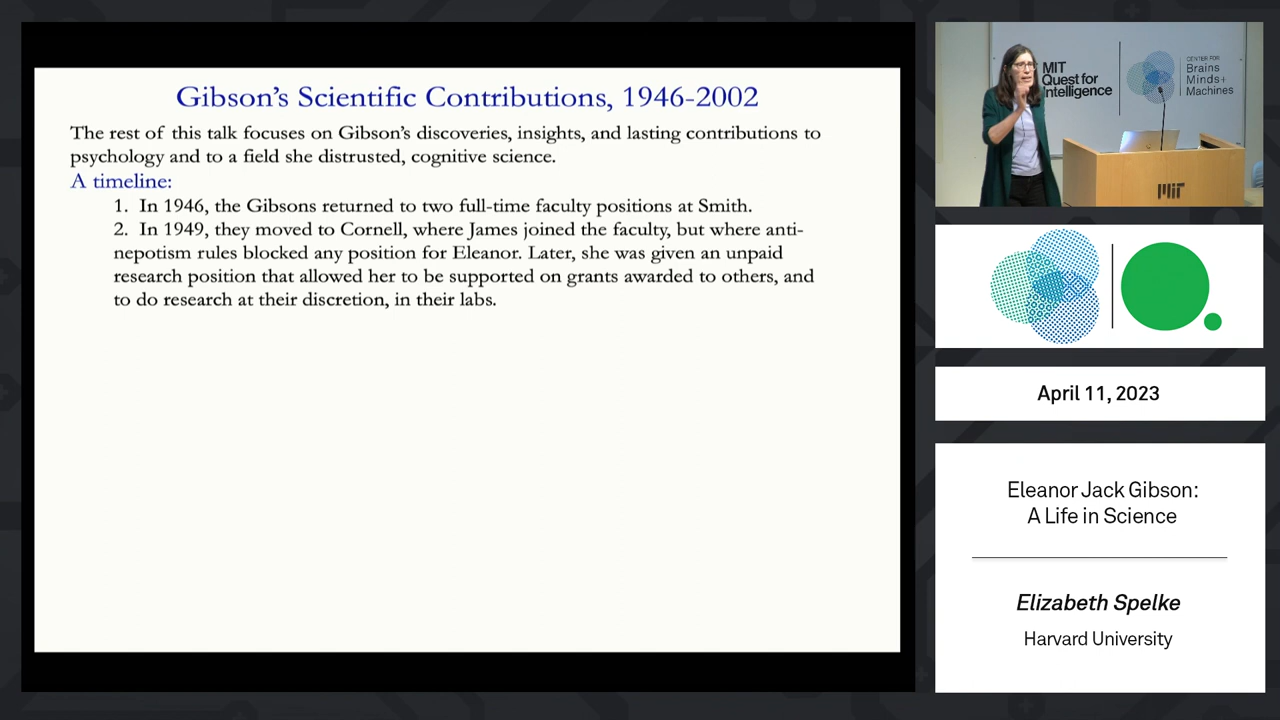 Gibson's Scientific Contributions, 1946-2002
The rest of this talk focuses on Gibson's discoveries, insights, and lasting contributions to
psychology and to a field she distrusted, cognitive science.
A timeline:
1. In 1946, the Gibsons returned to two full-time faculty positions at Smith.
2. In 1949, they moved to Cornell, where James joined the faculty, but where anti-
nepotism rules blocked any position for Eleanor. Later, she was given an unpaid
research position that allowed her to be supported on grants awarded to others, and
to do research at their discretion, in their labs.
MIT
Quest for
Intelligence
CENTER FOR
Brains
Minds+
Machines
MIT
April 11, 2023
Eleanor Jack Gibson:
A Life in Science
Elizabeth Spelke
Harvard University